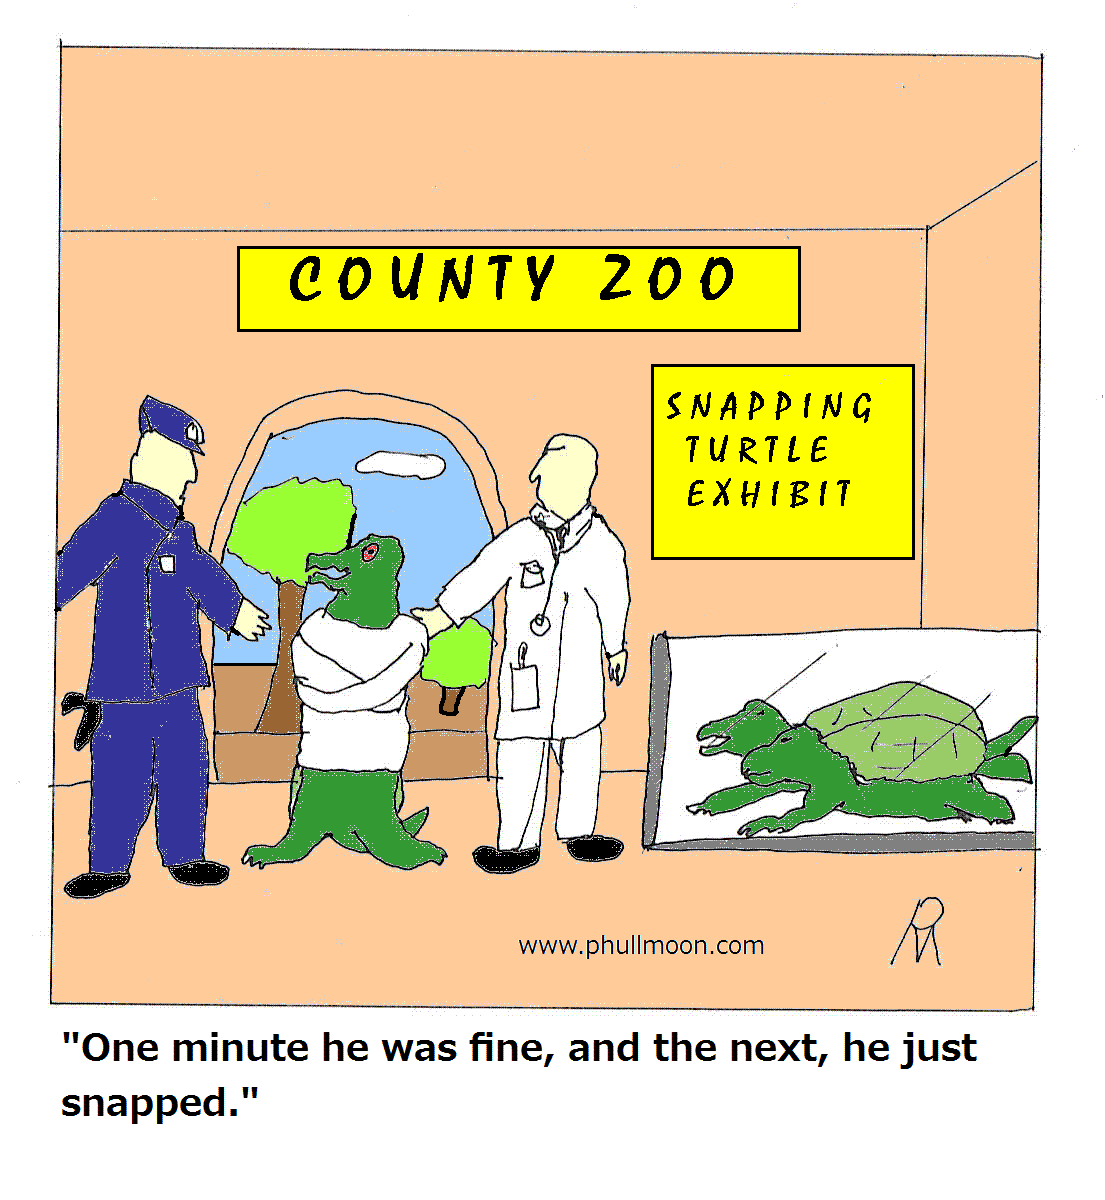 COUNTY ZOO
SNAPPING
TURTLE
EXHIBIT
www.phullmoon.com
"One minute he was fine, and the next, he just
snapped."